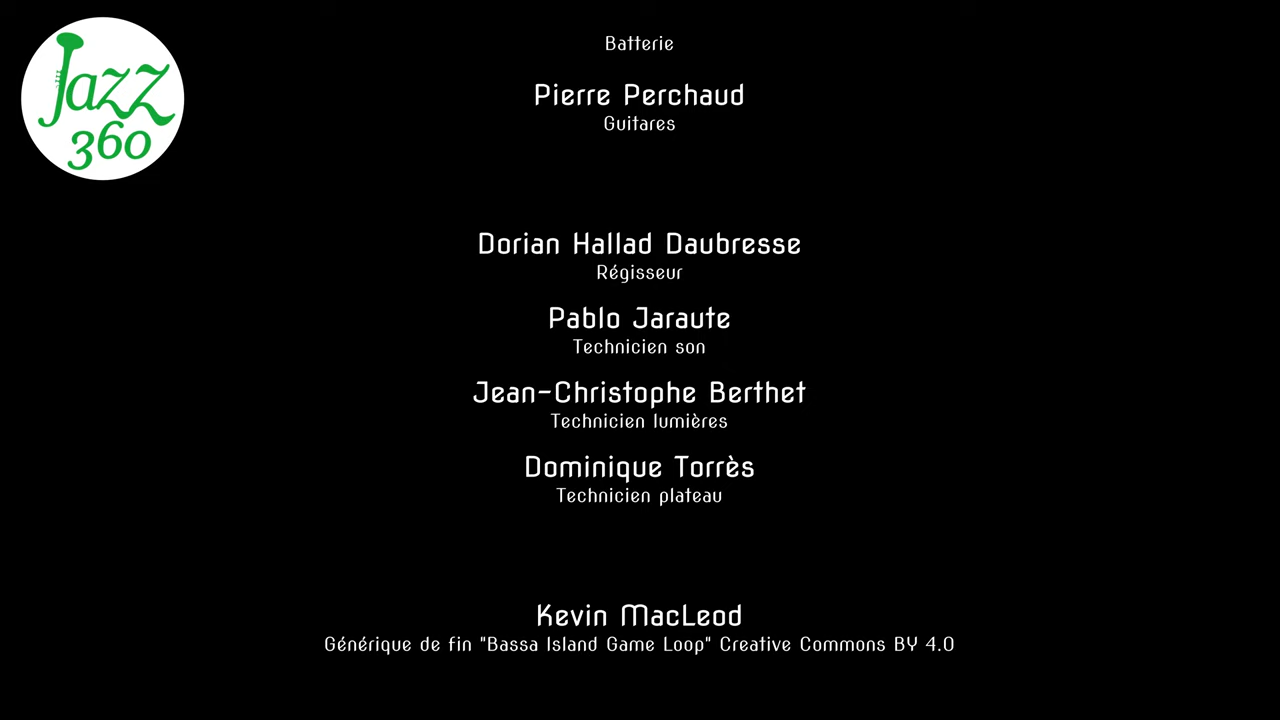 Jazz
360
Batterie
Pierre Perchaud
Guitares
Dorian Hallad Daubresse
Régisseur
Pablo Jaraute
Technicien son
Jean-Christophe Berthet
Technicien lumières
Dominique Torrès
Technicien plateau
Kevin MacLeod
Générique de fin "Bassa Island Game Loop" Creative Commons BY 4.0